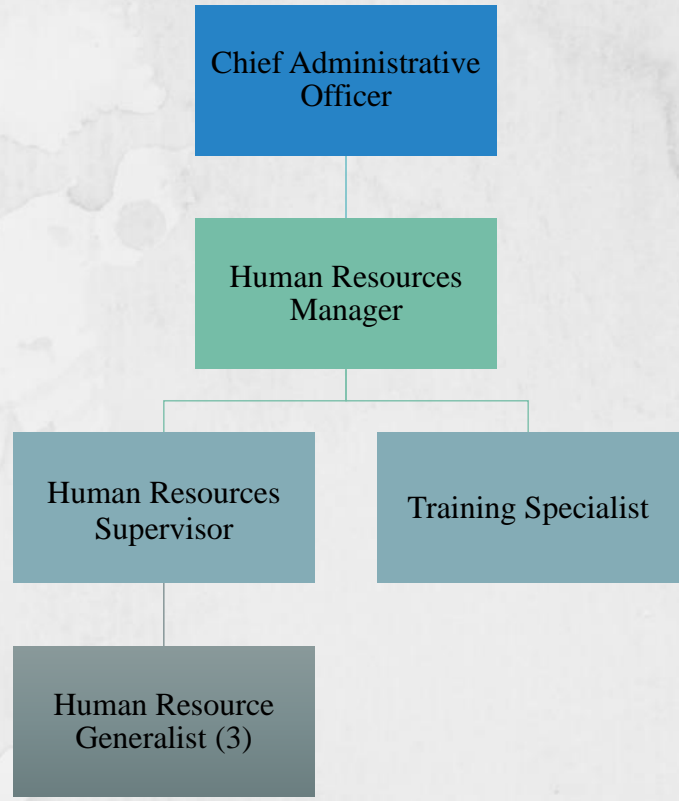 Chief Administrative
Officer
Human Resources
Manager
Human Resources
Supervisor
Training Specialist
Human Resource
Generalist (3)